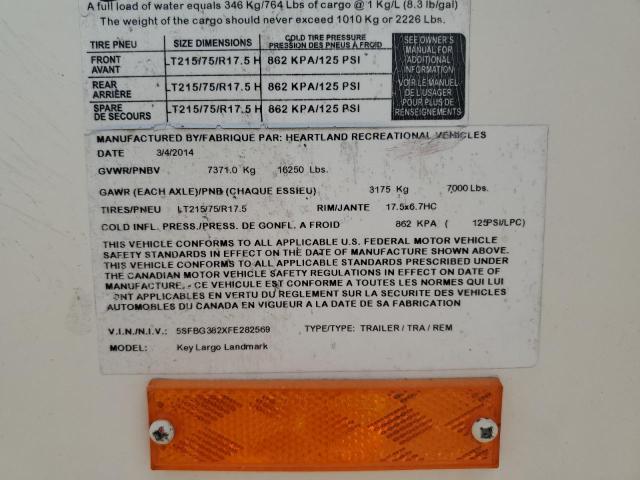 A full load of water equals 346 Kg/764 Lbs of cargo @ 1 Kg/L (8.3 lb/gal)
The weight of the cargo should never exceed 1010 Kg or 2226 Lbs.
TIRE PNEU SIZE DIMENSIONS COLD TIRE PRESSURE
PRESSION DES PNEUS À FROID
FRONT
AVANT LT215/75/R17.5 H 862 KPA/125 PSI
REAR
ARRIÈRE LT215/75/R17.5 H 862 KPA/125 PSI
SPARE
DE SECOURS LT215/75/R17.5 H 862 KPA/125 PSI
SEE OWNER'S
MANUAL FOR
ADDITIONAL
INFORMATION
VOIR LE MANUEL
DE L'USAGER
POUR PLUS DE
RENSEIGNEMENTS
MANUFACTURED BY/FABRIQUE PAR: HEARTLAND RECREATIONAL VEHICLES
DATE 3/4/2014
GVWR/PNBV 7371.0 Kg 16250 Lbs.
GAWR (EACH AXLE)/PNB (CHAQUE ESSIEU) 3175 Kg 7000 Lbs.
TIRES/PNEU LT215/75/R17.5 RIM/JANTE 17.5x6.7HC
COLD INFL. PRESS./PRESS. DE GONFL. A FROID 862 KPA ( 125PSI/LPC)
THIS VEHICLE CONFORMS TO ALL APPLICABLE U.S. FEDERAL MOTOR VEHICLE
SAFETY STANDARDS IN EFFECT ON THE DATE OF MANUFACTURE SHOWN ABOVE.
THIS VEHICLE CONFORMS TO ALL APPLICABLE STANDARDS PRESCRIBED UNDER
THE CANADIAN MOTOR VEHICLE SAFETY REGULATIONS IN EFFECT ON DATE OF
MANUFACTURE. - CE VEHICULE EST CONFORME A TOUTES LES NORMES QUI LUI
SONT APPLICABLES EN VERTU DU REGLEMENT SUR LA SECURITE DES VEHICLES
AUTOMOBILES DU CANADA EN VIGUEUR A LA DATE DE SA FABRICATION
V.I.N./N.I.V.: 5SFBG382XFE282569 TYPE/TYPE: TRAILER / TRA / REM
MODEL: Key Largo Landmark